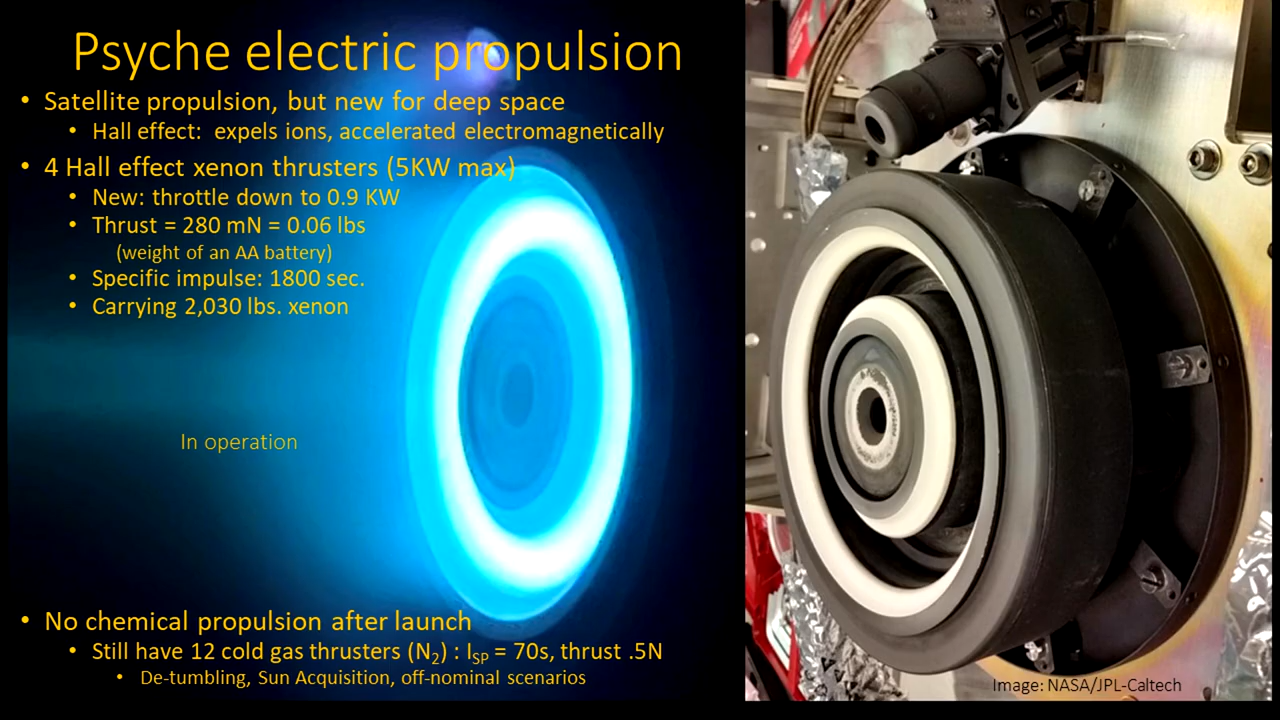 Psyche electric propulsion
• Satellite propulsion, but new for deep space
• Hall effect: expels ions, accelerated electromagnetically
• 4 Hall effect xenon thrusters (5KW max)
• New: throttle down to 0.9 KW
• Thrust = 280 mN = 0.06 lbs
(weight of an AA battery)
• Specific impulse: 1800 sec.
• Carrying 2,030 lbs. xenon
In operation
• No chemical propulsion after launch
• Still have 12 cold gas thrusters (N₂) : I_SP = 70s, thrust .5N
• De-tumbling, Sun Acquisition, off-nominal scenarios
Image: NASA/JPL-Caltech